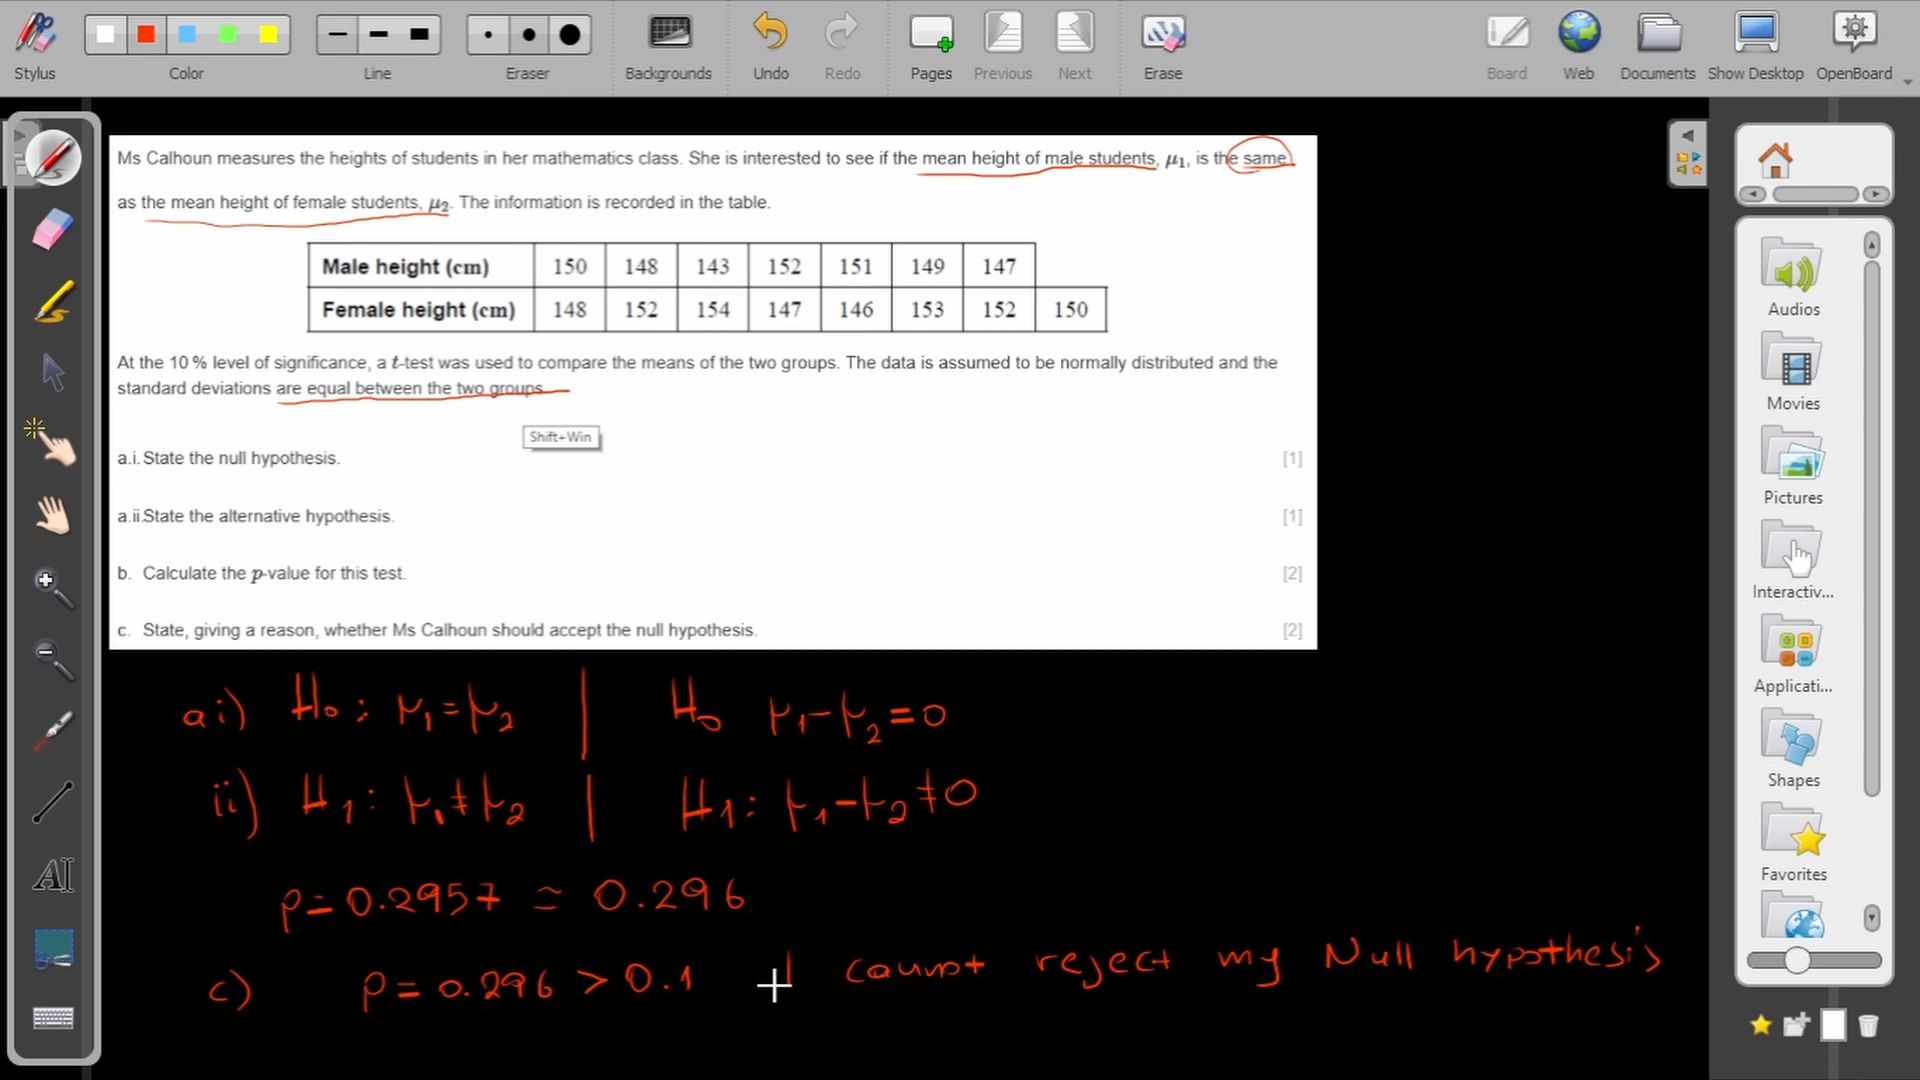 Stylus
Color
Line
Eraser
Backgrounds
Undo
Redo
Pages
Previous
Next
Erase
Board
Web
Documents
Show Desktop
OpenBoard
Ms Calhoun measures the heights of students in her mathematics class. She is interested to see if the mean height of male students, μ₁, is the same
as the mean height of female students, μ₂. The information is recorded in the table.
Male height (cm) 150 148 143 152 151 149 147
Female height (cm) 148 152 154 147 146 153 152 150
At the 10 % level of significance, a t-test was used to compare the means of the two groups. The data is assumed to be normally distributed and the
standard deviations are equal between the two groups.
Shift+Win
a.i. State the null hypothesis. [1]
a.ii. State the alternative hypothesis. [1]
b. Calculate the p-value for this test. [2]
c. State, giving a reason, whether Ms Calhoun should accept the null hypothesis. [2]
ai) H₀ : μ₁ = μ₂ | H₀ μ₁ - μ₂ = 0
ii) H₁ : μ₁ ≠ μ₂ | H₁ : μ₁ - μ₂ ≠ 0
p = 0.2957 ≃ 0.296
c) p = 0.296 > 0.1 I cannot reject my Null hypothesis
Audios
Movies
Pictures
Interactiv...
Applicati...
Shapes
Favorites
AI